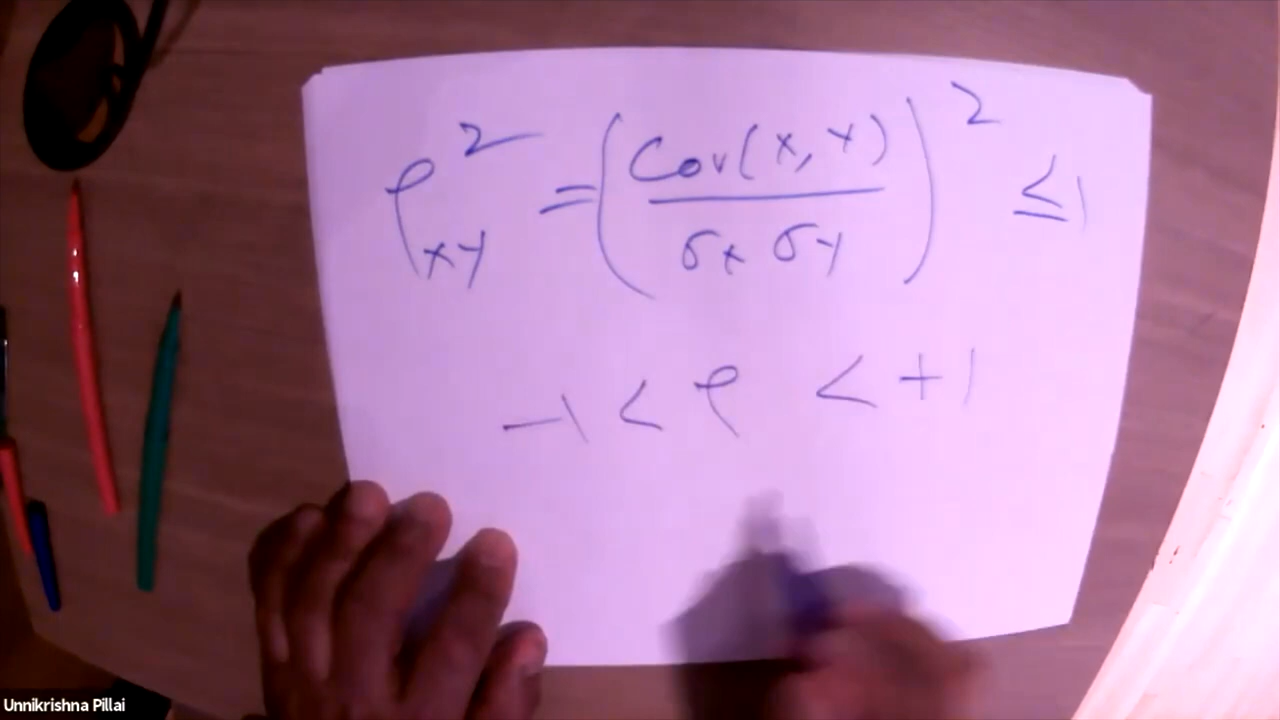 ρ²xy = (Cov(x, y) / σx σy)² ≤ 1
−1 < ρ < +1
Unnikrishna Pillai